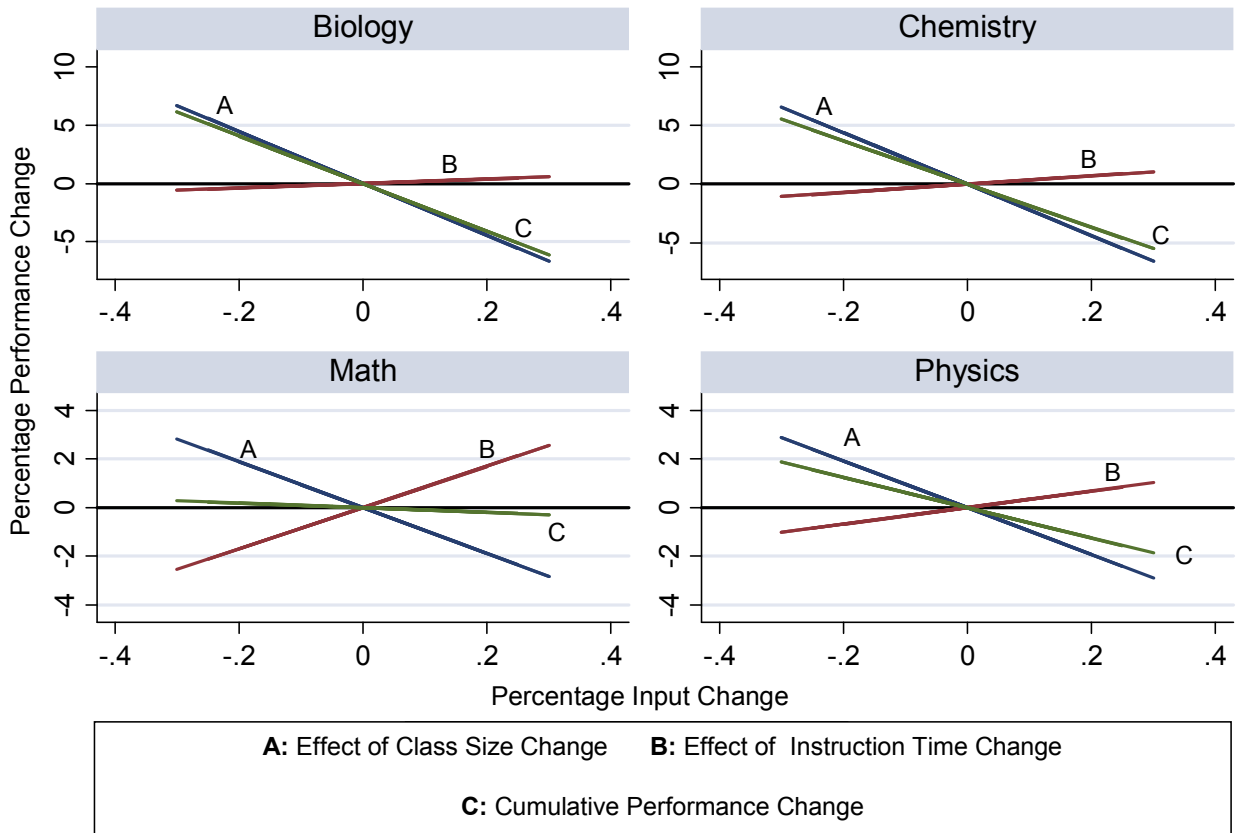 Biology
Chemistry
Percentage Performance Change
10
5
0
-5
A
B
C
-.4 -.2 0 .2 .4
10
5
0
-5
A
B
C
-.4 -.2 0 .2 .4
Math
Physics
4
2
0
-2
-4
A
B
C
-.4 -.2 0 .2 .4
4
2
0
-2
-4
A
B
C
-.4 -.2 0 .2 .4
Percentage Input Change
A: Effect of Class Size Change B: Effect of Instruction Time Change
C: Cumulative Performance Change